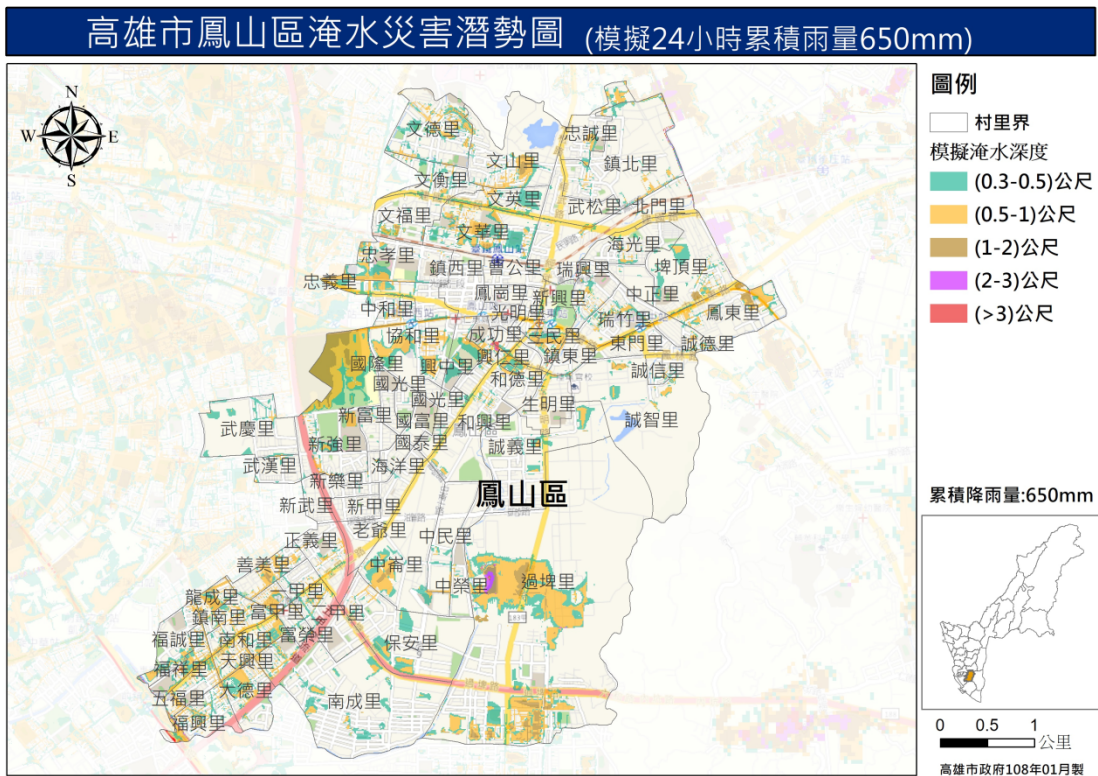 高雄市鳳山區淹水災害潛勢圖 (模擬24小時累積雨量650mm)
N
W E
S
圖例
村里界
模擬淹水深度
(0.3-0.5)公尺
(0.5-1)公尺
(1-2)公尺
(2-3)公尺
(>3)公尺
文德里
忠誠里
文山里
鎮北里
文衡里
文英里
文福里
武松里
北門里
文華里
海光里
忠孝里
鎮西里
曹公里
瑞興里
埤頂里
忠義里
鳳崗里
新興里
中正里
中和里
光明里
瑞竹里
鳳東里
協和里
成功里
三民里
東門里
誠德里
國隆里
興中里
興仁里
鎮東里
國光里
和德里
誠信里
國光里
生明里
新富里
國富里
和興里
誠智里
武慶里
新強里
國泰里
誠義里
武漢里
海洋里
新樂里
鳳山區
新武里
新甲里
老爺里
中民里
正義里
善美里
中崙里
中榮里
過埤里
龍成里
一甲里
鎮南里
富甲里
二甲里
福誠里
南和里
富榮里
保安里
天興里
福祥里
五福里
大德里
南成里
福興里
累積降雨量:650mm
0 0.5 1
公里
高雄市政府108年01月製